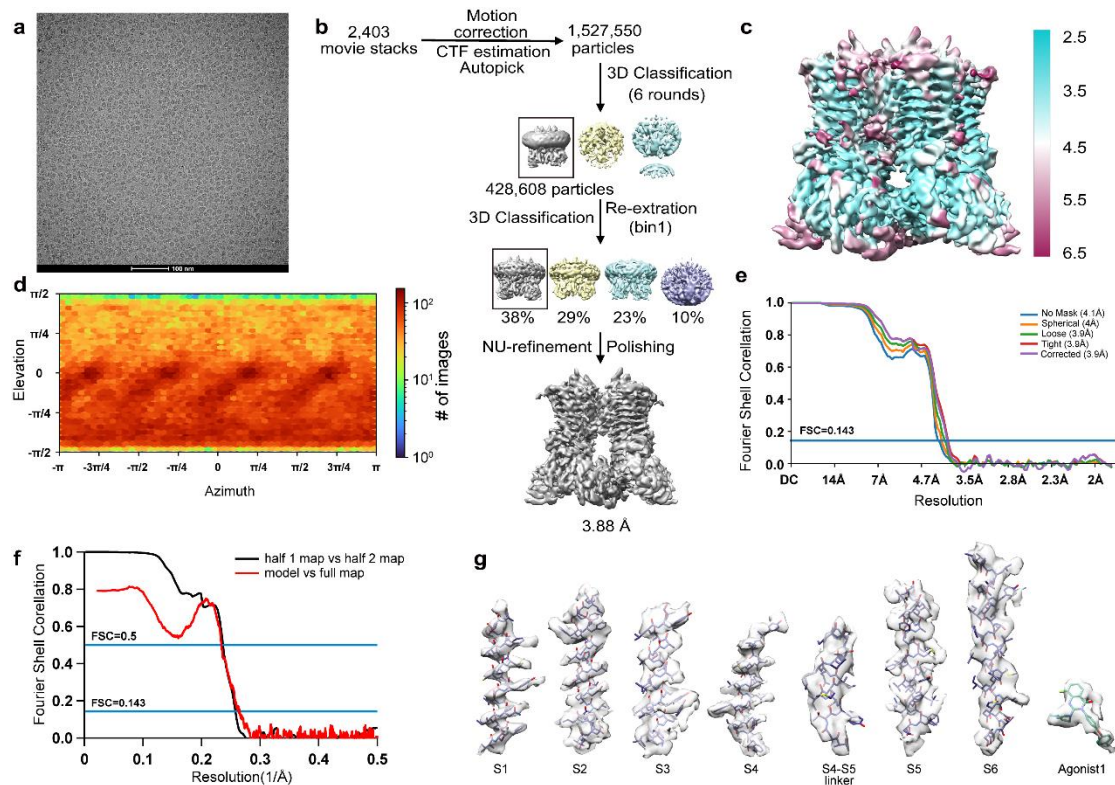 a
100 nm
b
2,403
movie stacks
Motion
correction
CTF estimation
Autopick
1,527,550
particles
3D Classification
(6 rounds)
428,608 particles
3D Classification
Re-extration
(bin1)
38%
29%
23%
10%
NU-refinement
Polishing
3.88 Å
c
2.5
3.5
4.5
5.5
6.5
d
π/2
π/4
0
-π/4
-π/2
Elevation
-π
-3π/4
-π/2
-π/4
0
π/4
π/2
3π/4
π
Azimuth
10²
10¹
10⁰
# of images
e
1.0
0.8
0.6
0.4
0.2
0.0
Fourier Shell Correlation
No Mask (4.1Å)
Spherical (4Å)
Loose (3.9Å)
Tight (3.9Å)
Corrected (3.9Å)
FSC=0.143
DC
14Å
7Å
4.7Å
3.5Å
2.8Å
2.3Å
2Å
Resolution
f
1.0
0.8
0.6
0.4
0.2
0.0
Fourier Shell Corellation
half 1 map vs half 2 map
model vs full map
FSC=0.5
FSC=0.143
0
0.1
0.2
0.3
0.4
0.5
Resolution(1/Å)
g
S1
S2
S3
S4
S4-S5
linker
S5
S6
Agonist1